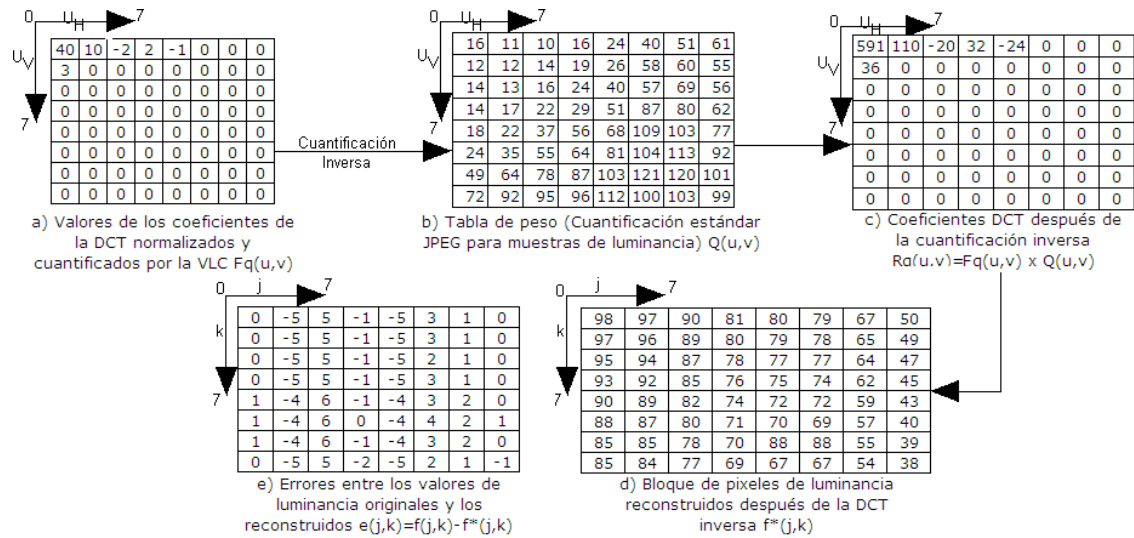 0 U_H 7
U_V
7
40 10 -2 2 -1 0 0 0
3 0 0 0 0 0 0 0
0 0 0 0 0 0 0 0
0 0 0 0 0 0 0 0
0 0 0 0 0 0 0 0
0 0 0 0 0 0 0 0
0 0 0 0 0 0 0 0
0 0 0 0 0 0 0 0
a) Valores de los coeficientes de
la DCT normalizados y
cuantificados por la VLC Fq(u,v)
Cuantificación
Inversa
0 U_H 7
U_V
7
16 11 10 16 24 40 51 61
12 12 14 19 26 58 60 55
14 13 16 24 40 57 69 56
14 17 22 29 51 87 80 62
18 22 37 56 68 109 103 77
24 35 55 64 81 104 113 92
49 64 78 87 103 121 120 101
72 92 95 96 112 100 103 99
b) Tabla de peso (Cuantificación estándar
JPEG para muestras de luminancia) Q(u,v)
0 U_H 7
U_V
7
591 110 -20 32 -24 0 0 0
36 0 0 0 0 0 0 0
0 0 0 0 0 0 0 0
0 0 0 0 0 0 0 0
0 0 0 0 0 0 0 0
0 0 0 0 0 0 0 0
0 0 0 0 0 0 0 0
0 0 0 0 0 0 0 0
c) Coeficientes DCT después de
la cuantificación inversa
Rq(u,v)=Fq(u,v) x Q(u,v)
0 j 7
k
7
0 -5 5 -1 -5 3 1 0
0 -5 5 -1 -5 3 1 0
0 -5 5 -1 -5 2 1 0
0 -5 5 -1 -5 3 1 0
1 -4 6 -1 -4 3 2 0
1 -4 6 0 -4 4 2 1
1 -4 6 -1 -4 3 2 0
0 -5 5 -2 -5 2 1 -1
e) Errores entre los valores de
luminancia originales y los
reconstruidos e(j,k)=f(j,k)-f*(j,k)
0 j 7
k
7
98 97 90 81 80 79 67 50
97 96 89 80 79 78 65 49
95 94 87 78 77 77 64 47
93 92 85 76 75 74 62 45
90 89 82 74 72 72 59 43
88 87 80 71 70 69 57 40
85 85 78 70 88 88 55 39
85 84 77 69 67 67 54 38
d) Bloque de pixeles de luminancia
reconstruidos después de la DCT
inversa f*(j,k)